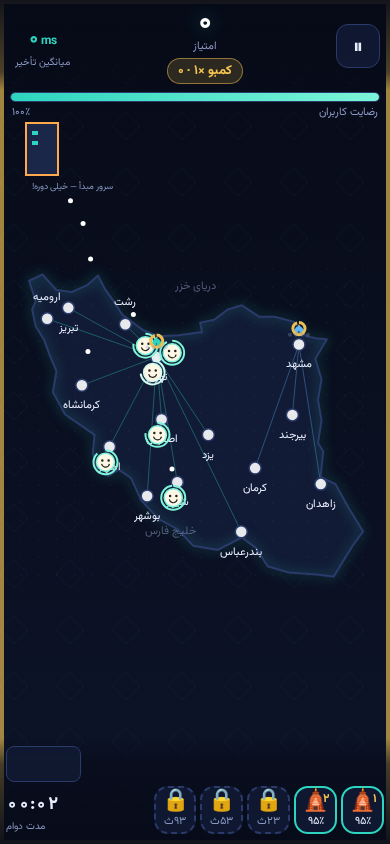 ۰
امتیاز
کمبو ×۱ · ۰
۰ ms
میانگین تأخیر
رضایت کاربران
۱۰۰٪
سرور مبدأ — خیلی دوره!
دریای خزر
ارومیه
تبریز
رشت
مشهد
کرمانشاه
یزد
بیرجند
کرمان
زاهدان
بوشهر
خلیج فارس
بندرعباس
۰۰:۰۲
مدت دوام
۱
۹۵٪
۲
۹۵٪
۲۳ث
۵۳ث
۹۳ث